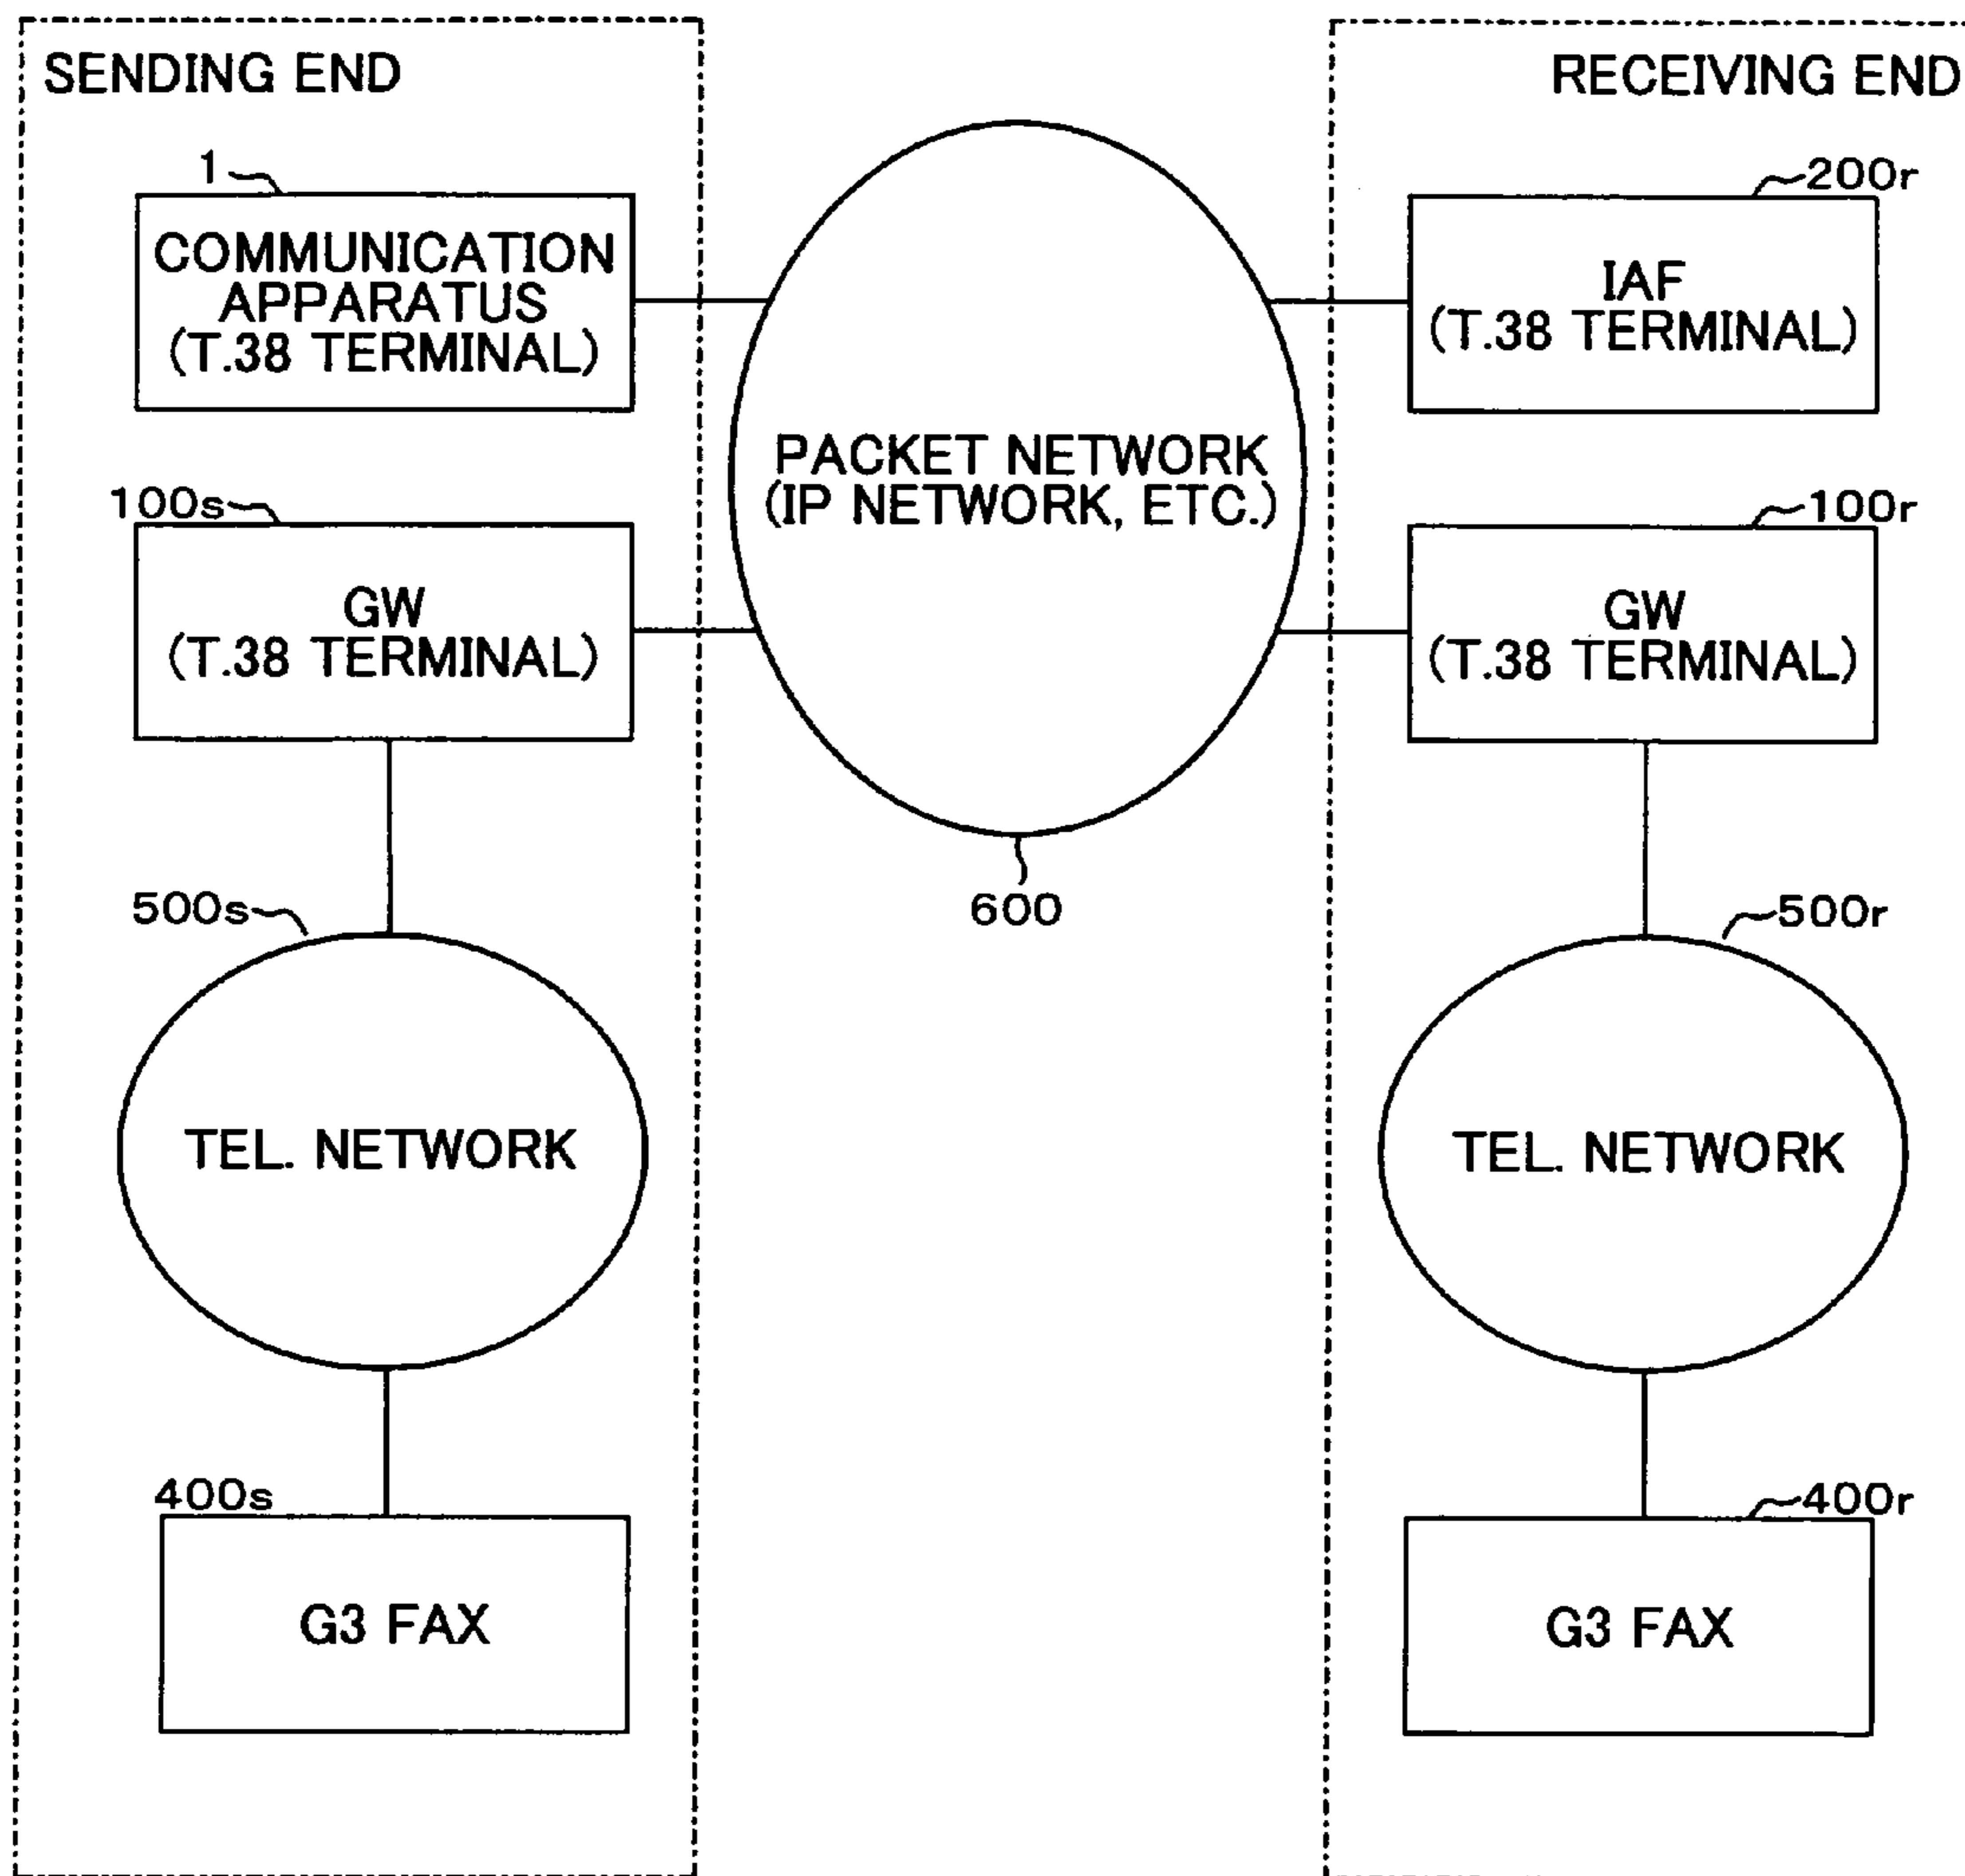 SENDING END
1
COMMUNICATION
APPARATUS
(T.38 TERMINAL)
100s
GW
(T.38 TERMINAL)
500s
TEL. NETWORK
400s
G3 FAX
PACKET NETWORK
(IP NETWORK, ETC.)
600
RECEIVING END
200r
IAF
(T.38 TERMINAL)
100r
GW
(T.38 TERMINAL)
500r
TEL. NETWORK
400r
G3 FAX